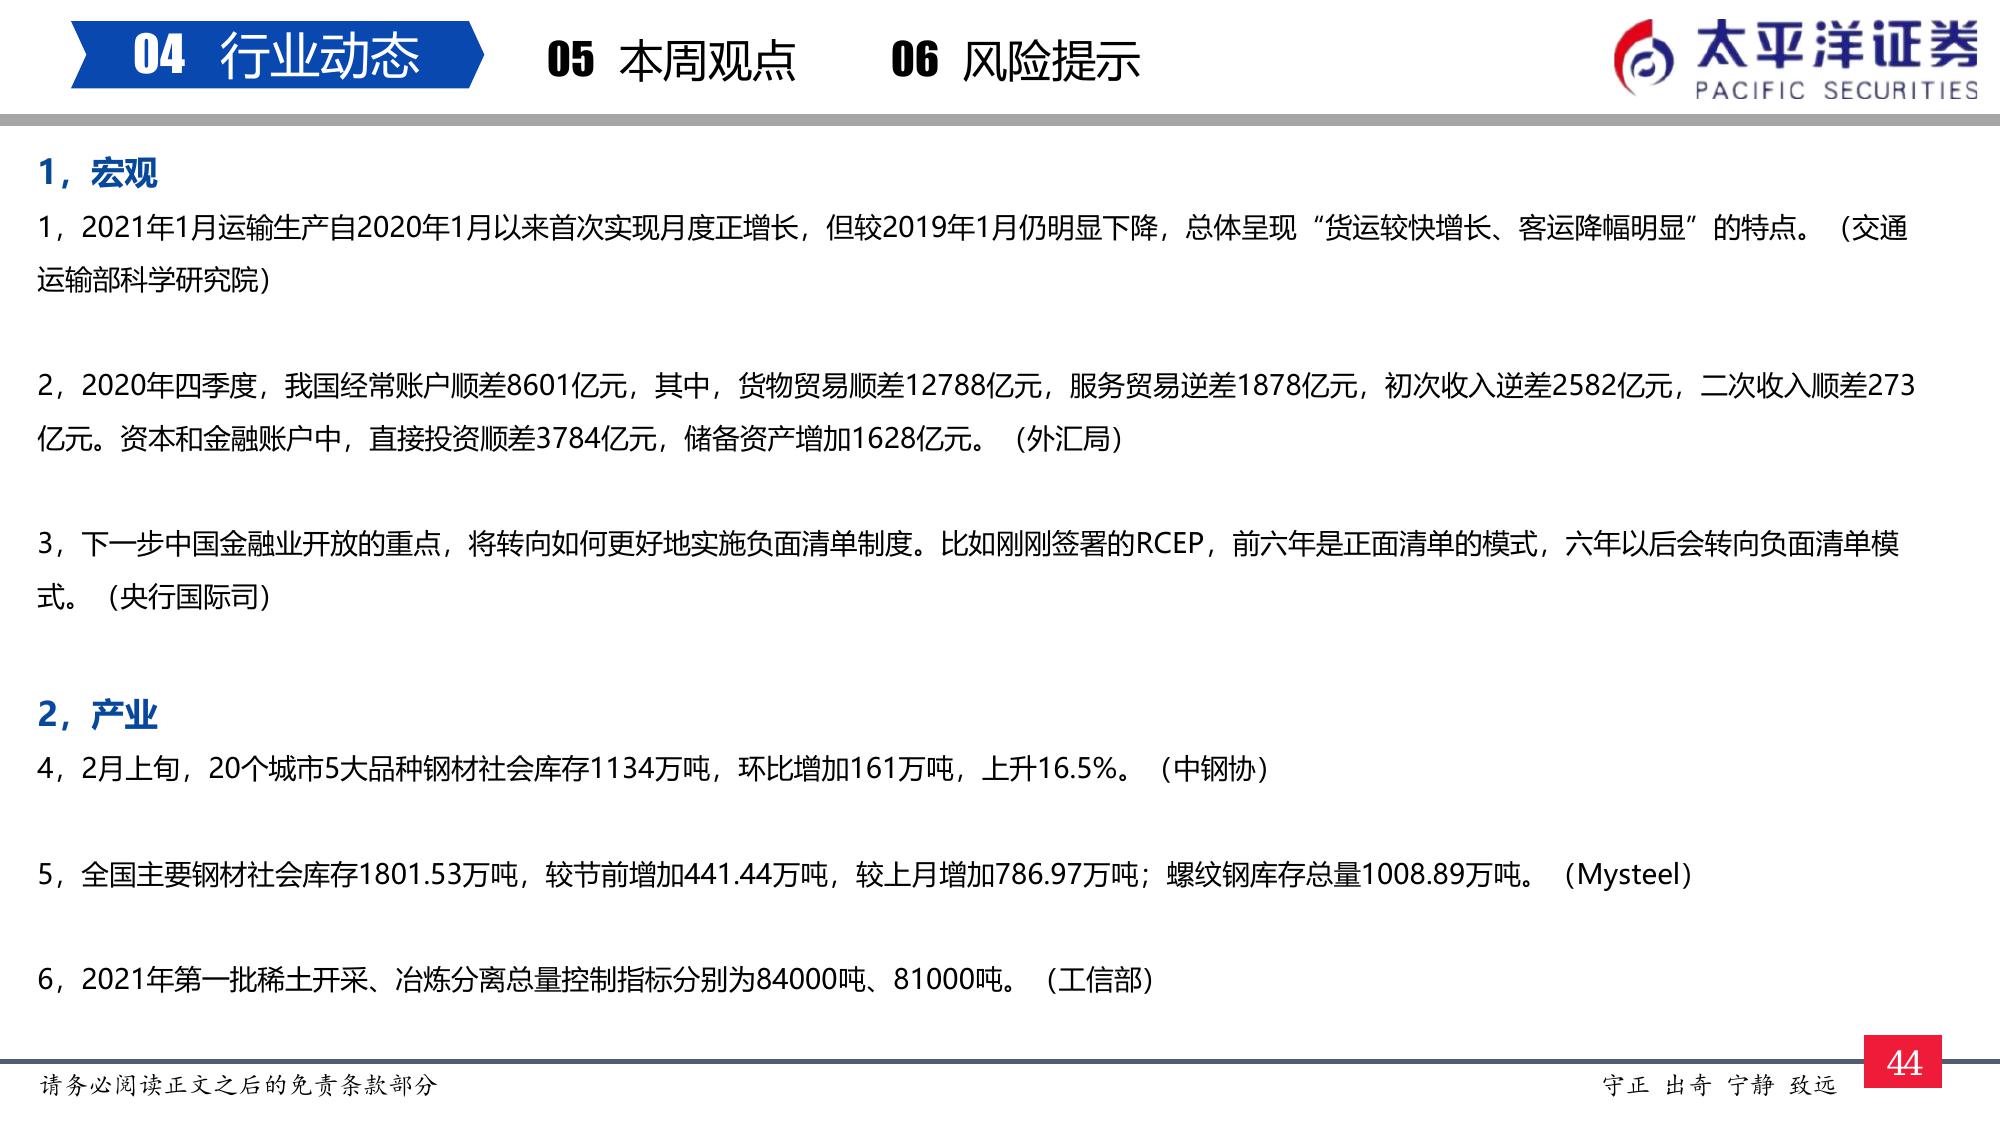 04 行业动态 05 本周观点 06 风险提示
太平洋证券
PACIFIC SECURITIES
1，宏观
1，2021年1月运输生产自2020年1月以来首次实现月度正增长，但较2019年1月仍明显下降，总体呈现“货运较快增长、客运降幅明显”的特点。（交通
运输部科学研究院）
2，2020年四季度，我国经常账户顺差8601亿元，其中，货物贸易顺差12788亿元，服务贸易逆差1878亿元，初次收入逆差2582亿元，二次收入顺差273
亿元。资本和金融账户中，直接投资顺差3784亿元，储备资产增加1628亿元。（外汇局）
3，下一步中国金融业开放的重点，将转向如何更好地实施负面清单制度。比如刚刚签署的RCEP，前六年是正面清单的模式，六年以后会转向负面清单模
式。（央行国际司）
2，产业
4，2月上旬，20个城市5大品种钢材社会库存1134万吨，环比增加161万吨，上升16.5%。（中钢协）
5，全国主要钢材社会库存1801.53万吨，较节前增加441.44万吨，较上月增加786.97万吨；螺纹钢库存总量1008.89万吨。（Mysteel）
6，2021年第一批稀土开采、冶炼分离总量控制指标分别为84000吨、81000吨。（工信部）
请务必阅读正文之后的免责条款部分
守正 出奇 宁静 致远
44